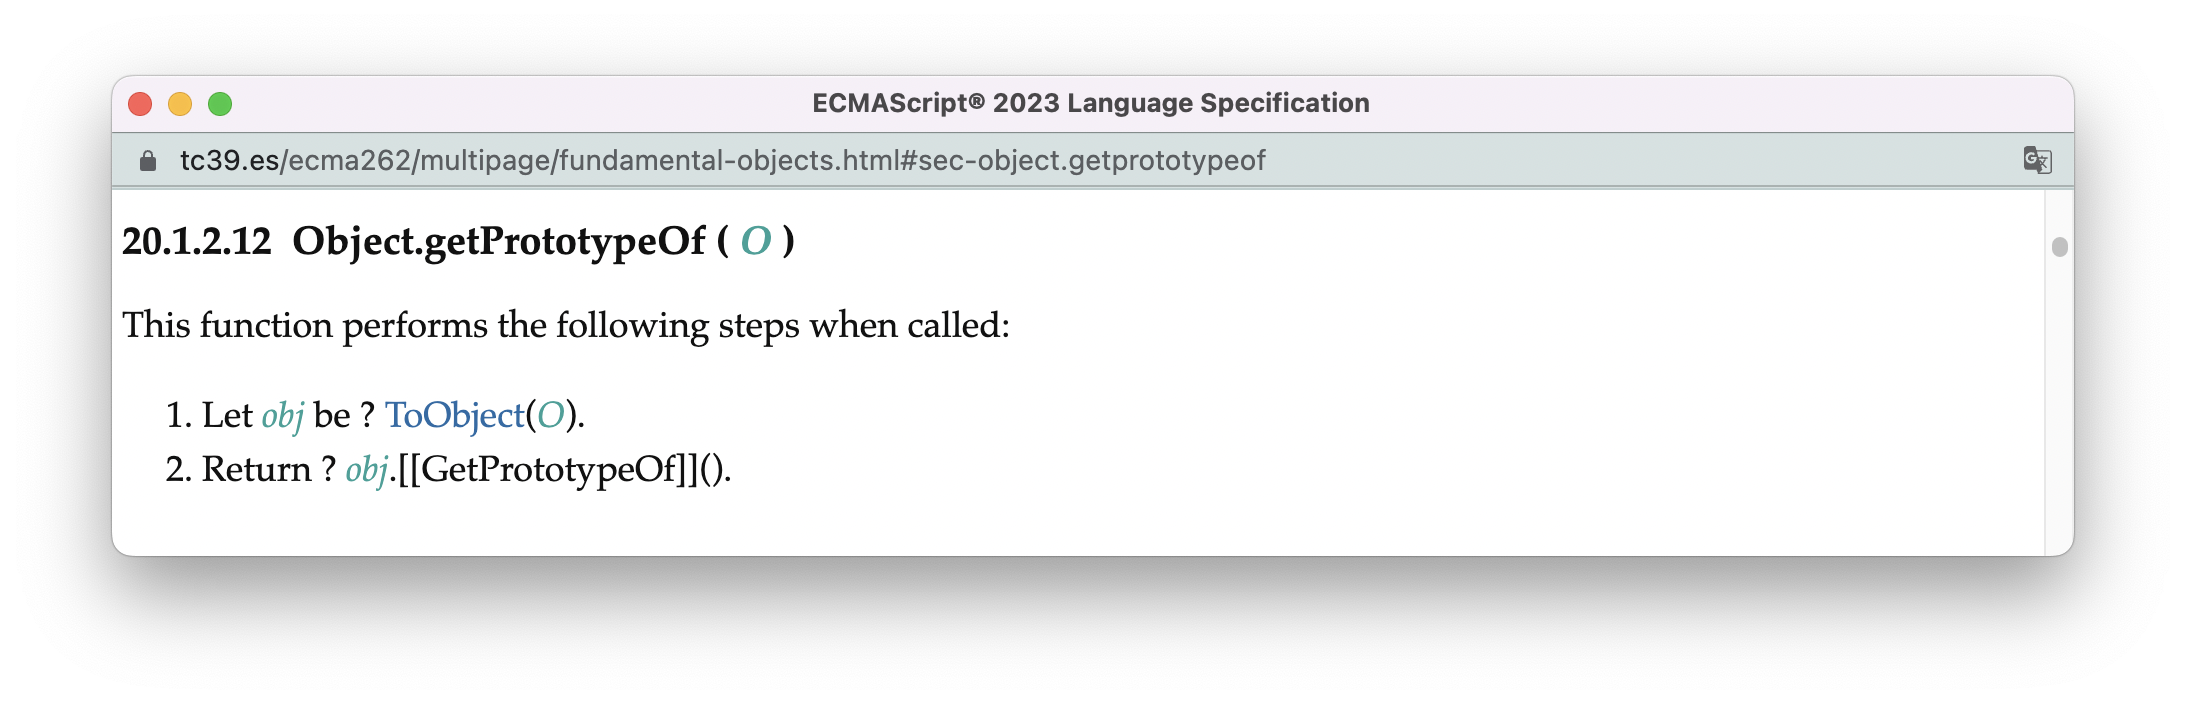 ECMAScript® 2023 Language Specification
tc39.es/ecma262/multipage/fundamental-objects.html#sec-object.getprototypeof
20.1.2.12 Object.getPrototypeOf ( O )
This function performs the following steps when called:
1. Let obj be ? ToObject(O).
2. Return ? obj.[[GetPrototypeOf]]().